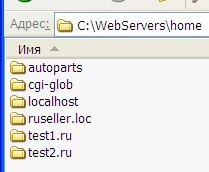 Адрес: C:\WebServers\home
Имя
autoparts
cgi-glob
localhost
ruseller.loc
test1.ru
test2.ru